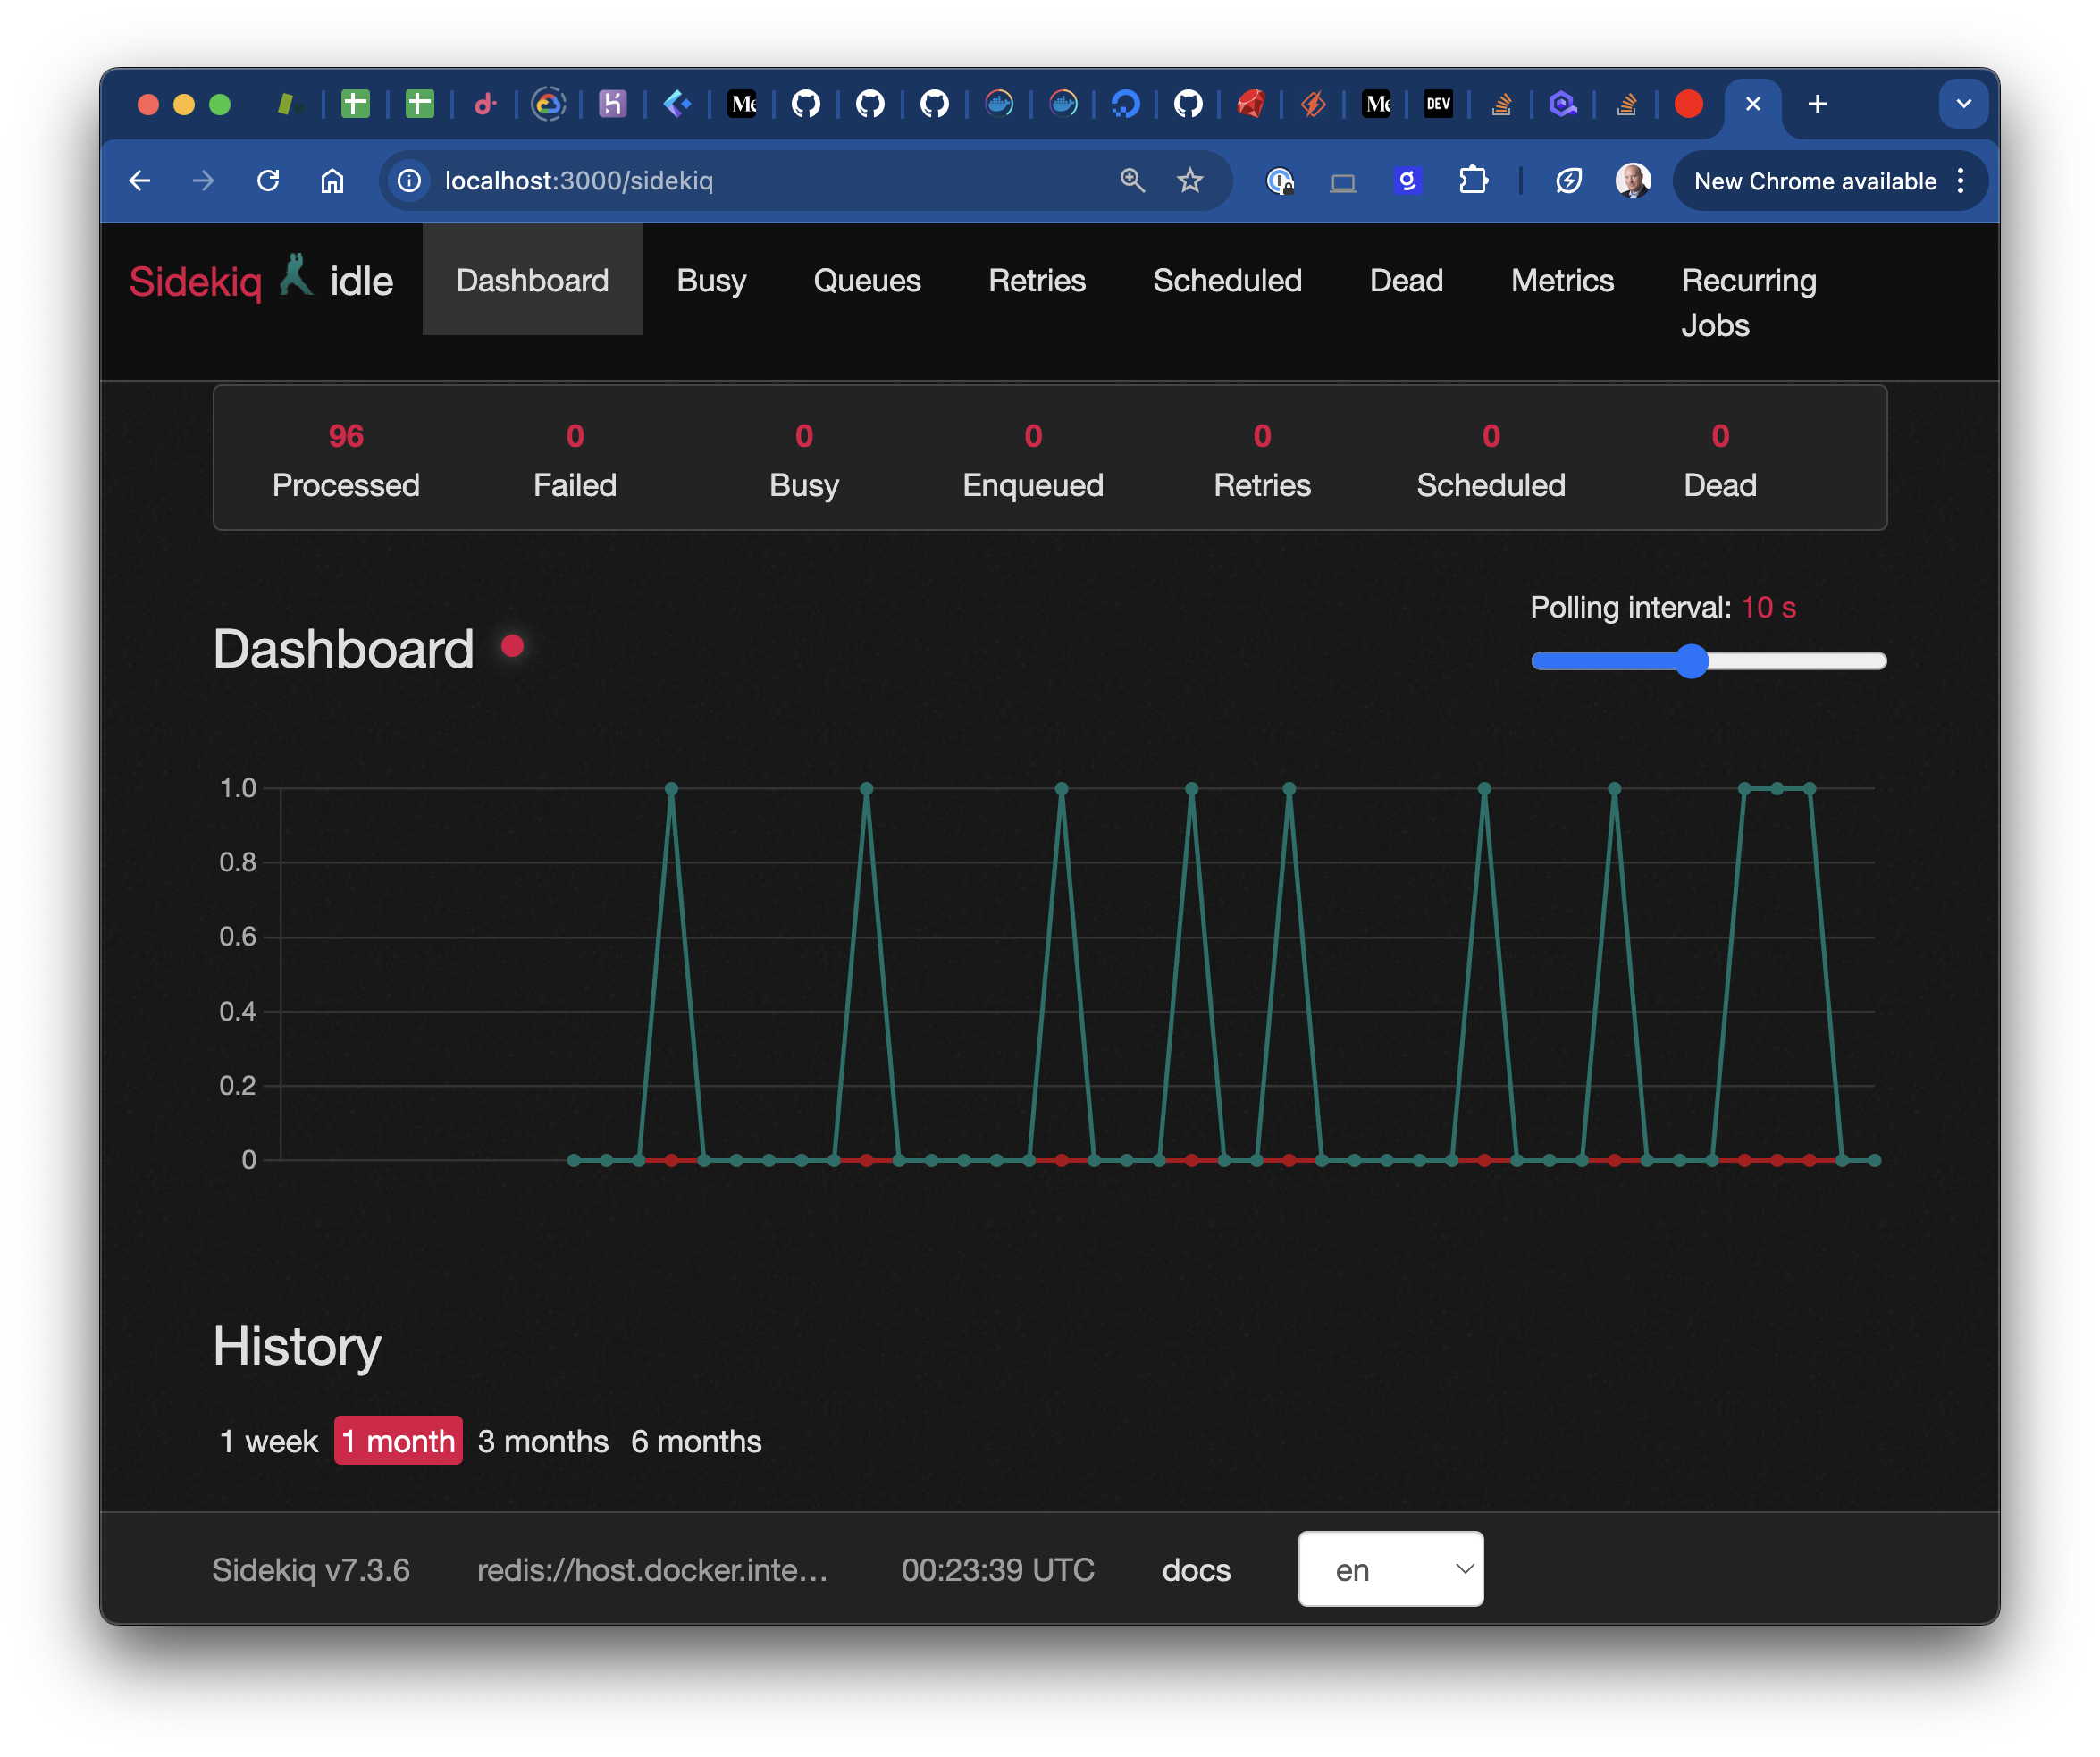 DEV
localhost:3000/sidekiq
New Chrome available
Sidekiq idle
Dashboard
Busy
Queues
Retries
Scheduled
Dead
Metrics
Recurring
Jobs
96
0
0
0
0
0
0
Processed
Failed
Busy
Enqueued
Retries
Scheduled
Dead
Polling interval: 10 s
Dashboard
1.0
0.8
0.6
0.4
0.2
0
History
1 week
1 month
3 months
6 months
Sidekiq v7.3.6
redis://host.docker.inte…
00:23:39 UTC
docs
en